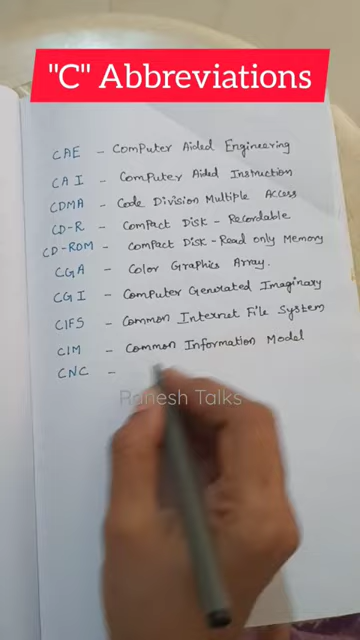 "C" Abbreviations
CAE - Computer Aided Engineering
CAI - Computer Aided Instruction
CDMA - Code Division Multiple Access
CD-R - Compact Disk - Recordable
CD-ROM - Compact Disk - Read only Memory
CGA - Color Graphics Array.
CGI - Computer Generated Imaginary
CIFS - Common Internet File System
CIM - Common Information Model
CNC -
Ranesh Talks